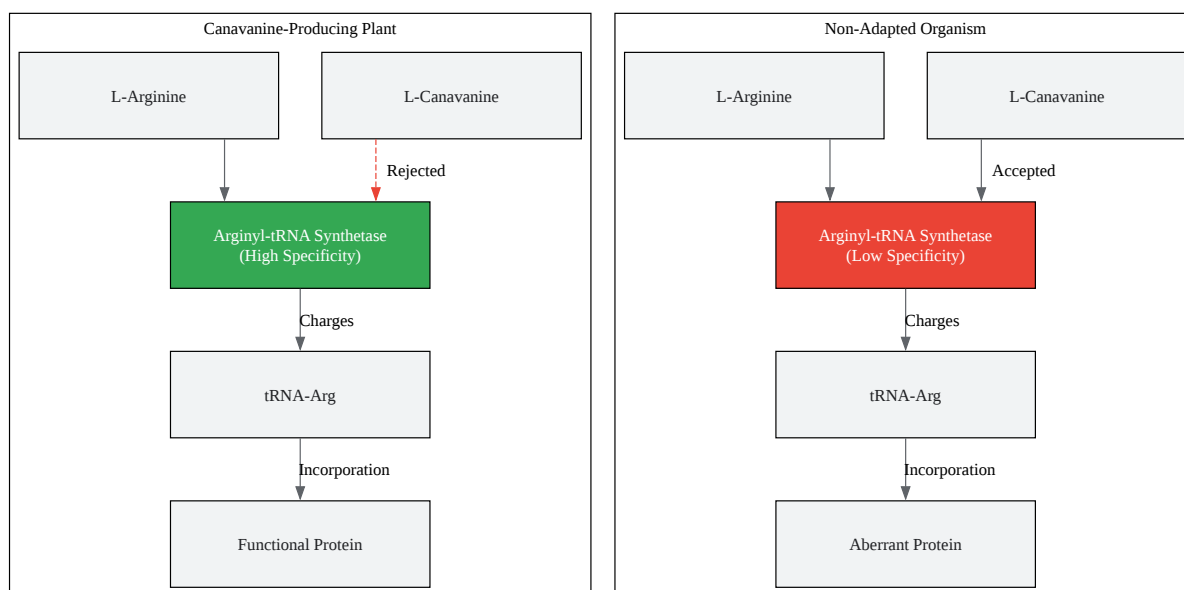 Canavanine-Producing Plant
L-Arginine
L-Canavanine
Rejected
Arginyl-tRNA Synthetase
(High Specificity)
Charges
tRNA-Arg
Incorporation
Functional Protein
Non-Adapted Organism
L-Arginine
L-Canavanine
Accepted
Arginyl-tRNA Synthetase
(Low Specificity)
Charges
tRNA-Arg
Incorporation
Aberrant Protein